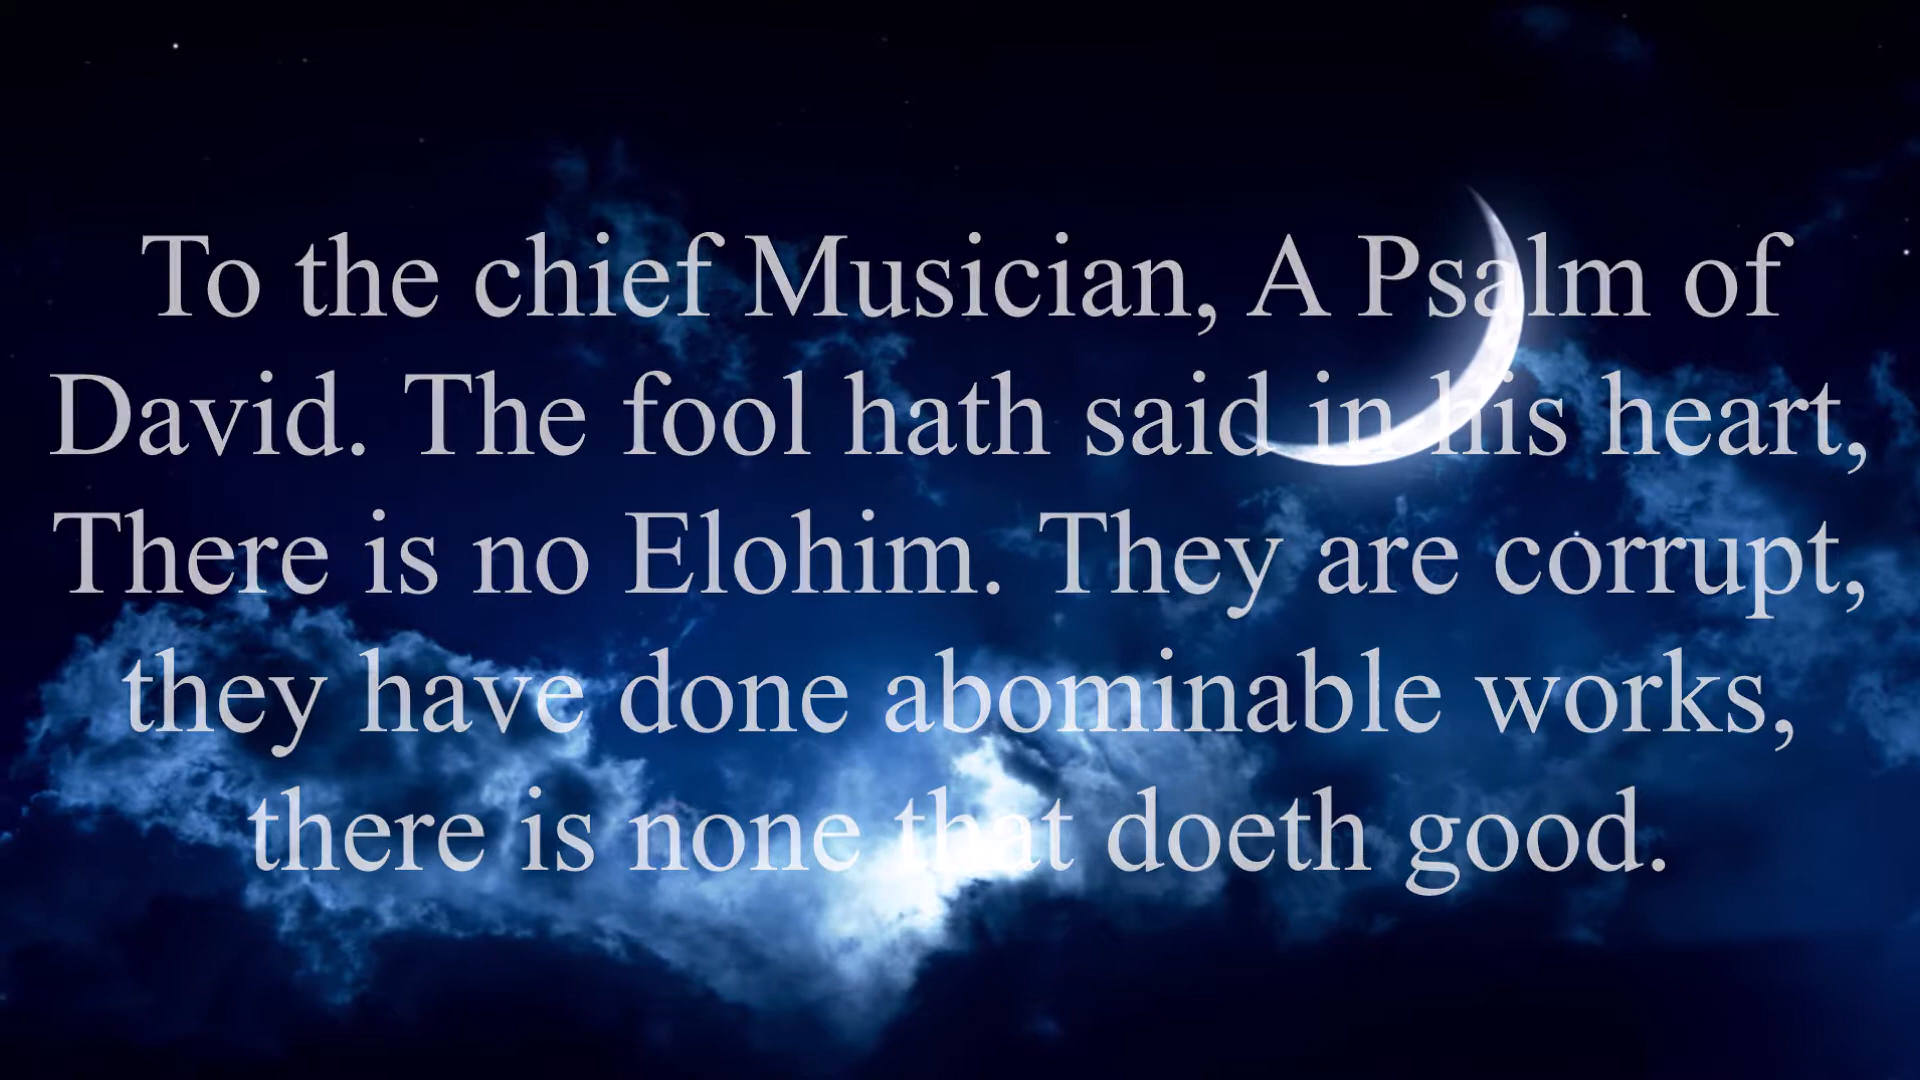 To the chief Musician, A Psalm of
David. The fool hath said in his heart,
There is no Elohim. They are corrupt,
they have done abominable works,
there is none that doeth good.